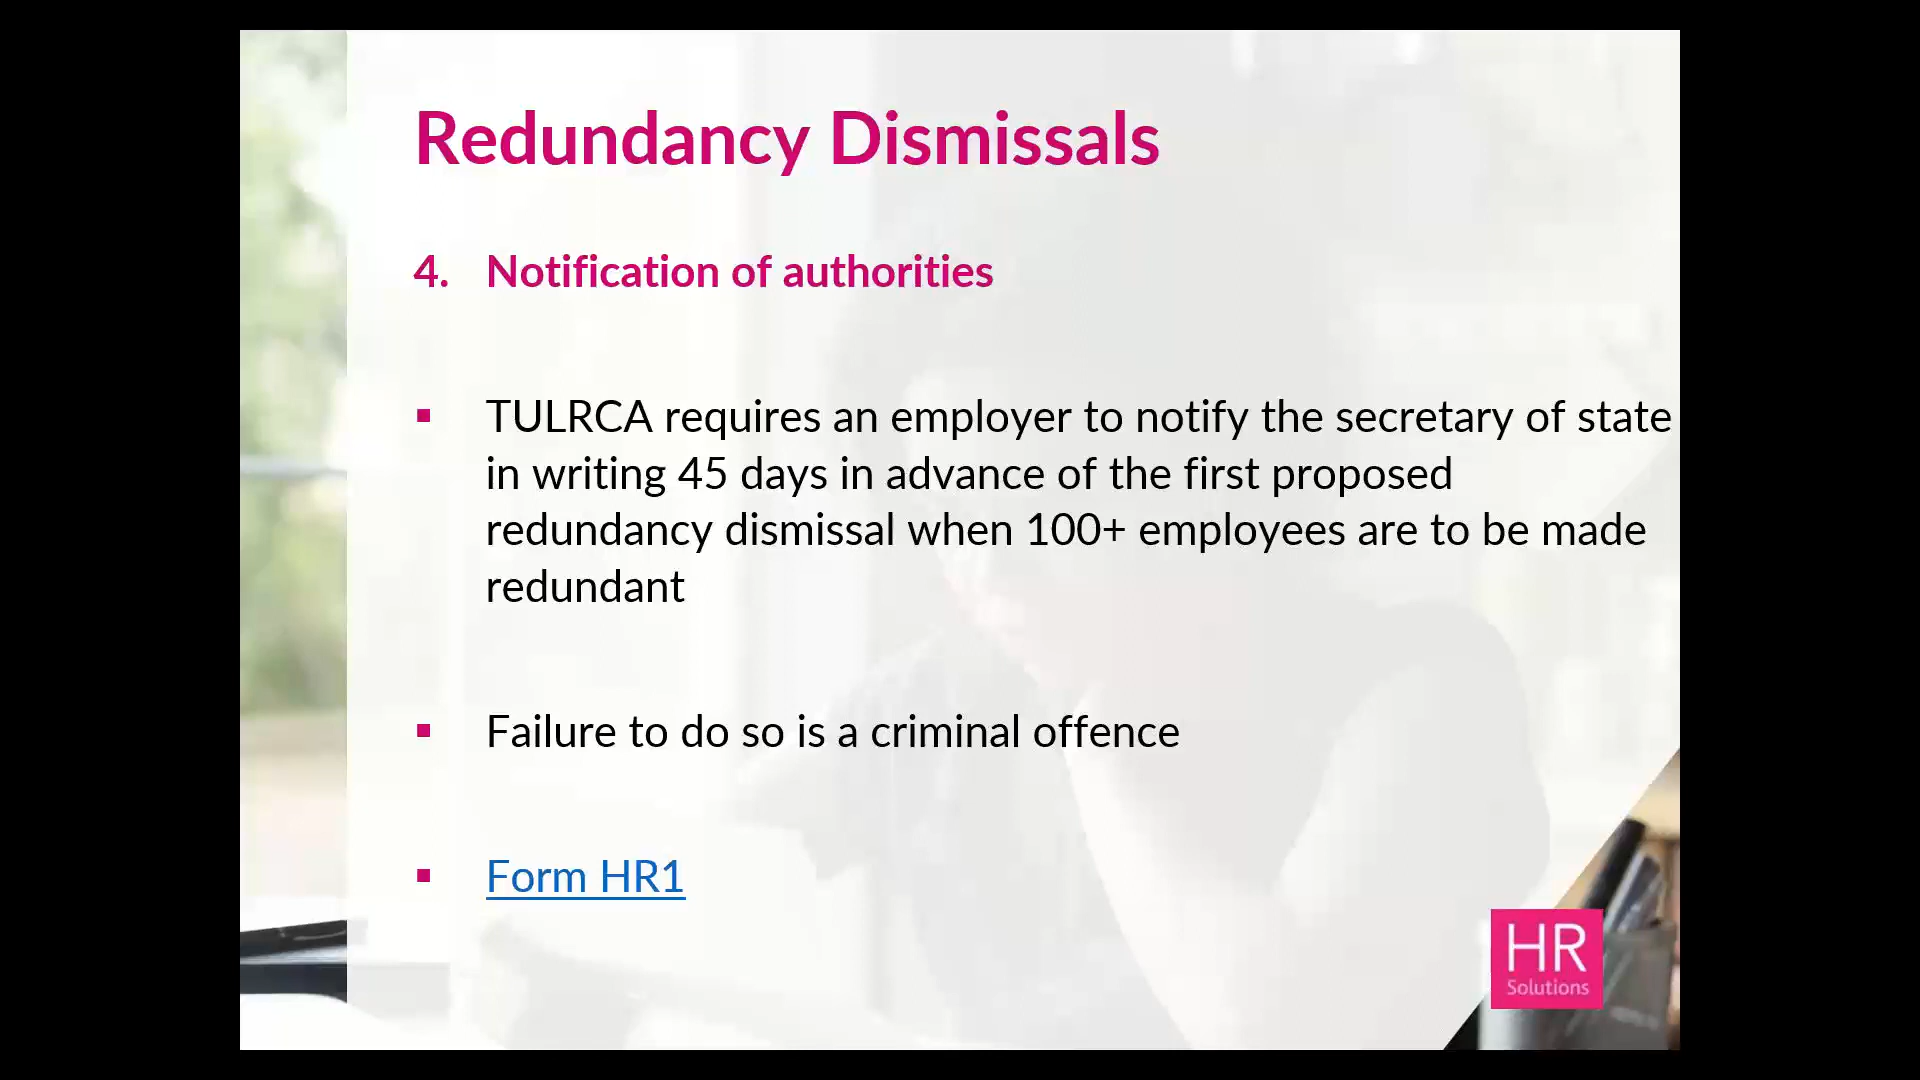 Redundancy Dismissals
4. Notification of authorities
▪ TULRCA requires an employer to notify the secretary of state
in writing 45 days in advance of the first proposed
redundancy dismissal when 100+ employees are to be made
redundant
▪ Failure to do so is a criminal offence
▪ Form HR1
HR
Solutions